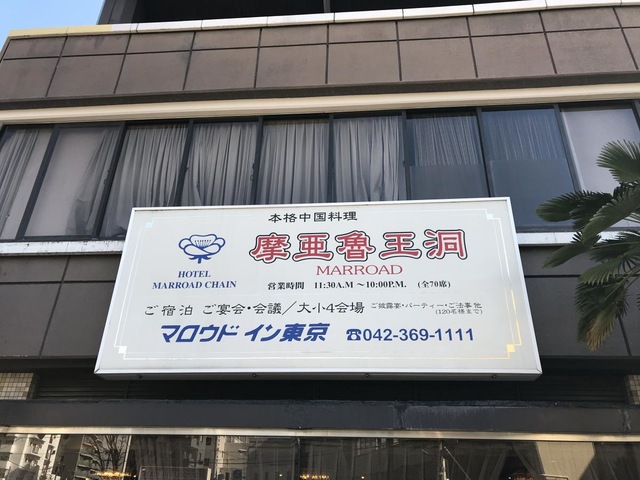 本格中国料理
摩亜魯王洞
MARROAD
HOTEL
MARROAD CHAIN
営業時間 11:30A.M～10:00P.M. (全70席)
ご宿泊 ご宴会・会議／大小4会場 ご披露宴・パーティー・ご法事他
(120名様まで)
マロウド イン東京 ☎042-369-1111